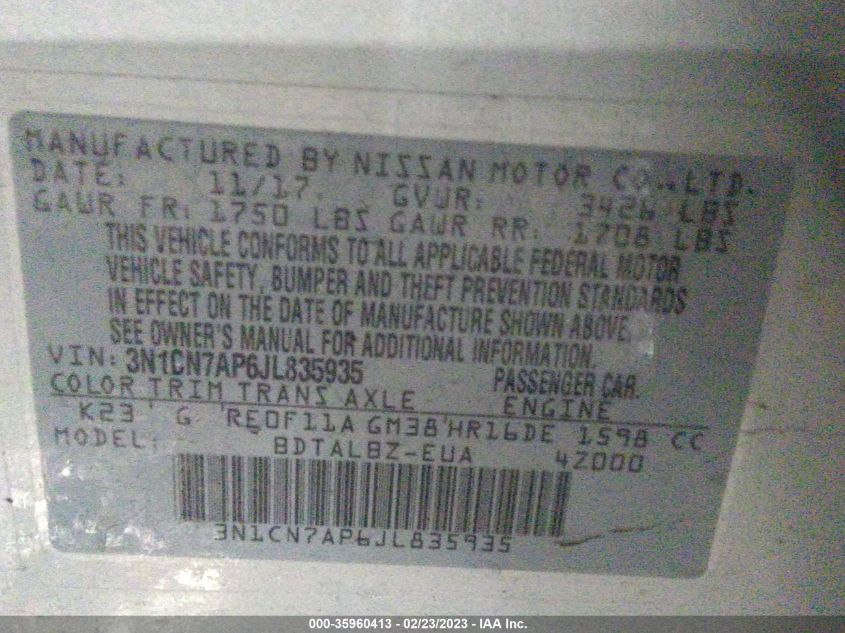 MANUFACTURED BY NISSAN MOTOR CO., LTD.
DATE: 11/17 GVWR: 3426 LBS
GAWR FR: 1750 LBS GAWR RR: 1708 LBS
THIS VEHICLE CONFORMS TO ALL APPLICABLE FEDERAL MOTOR
VEHICLE SAFETY, BUMPER AND THEFT PREVENTION STANDARDS
IN EFFECT ON THE DATE OF MANUFACTURE SHOWN ABOVE.
SEE OWNER'S MANUAL FOR ADDITIONAL INFORMATION.
VIN: 3N1CN7AP6JL835935 PASSENGER CAR.
COLOR TRIM TRANS AXLE ENGINE
K23 G RE0F11A GM38 HR16DE 1598 CC
MODEL: BDTALBZ-EUA 42000
3N1CN7AP6JL835935
000-35960413 - 02/23/2023 - IAA Inc.